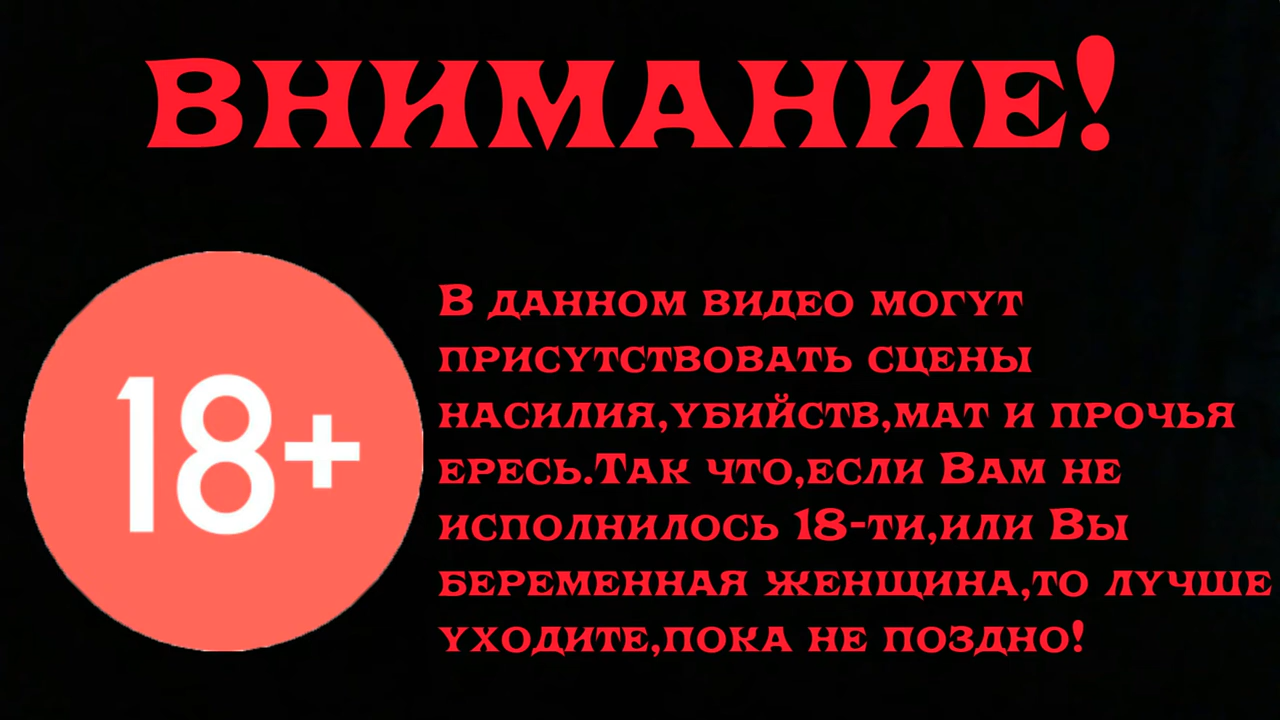 ВНИМАНИЕ!
18+
В данном видео могут
присутствовать сцены
насилия,убийств,мат и прочья
ересь.Так что,если Вам не
исполнилось 18-ти,или Вы
беременная женщина,то лучше
уходите,пока не поздно!